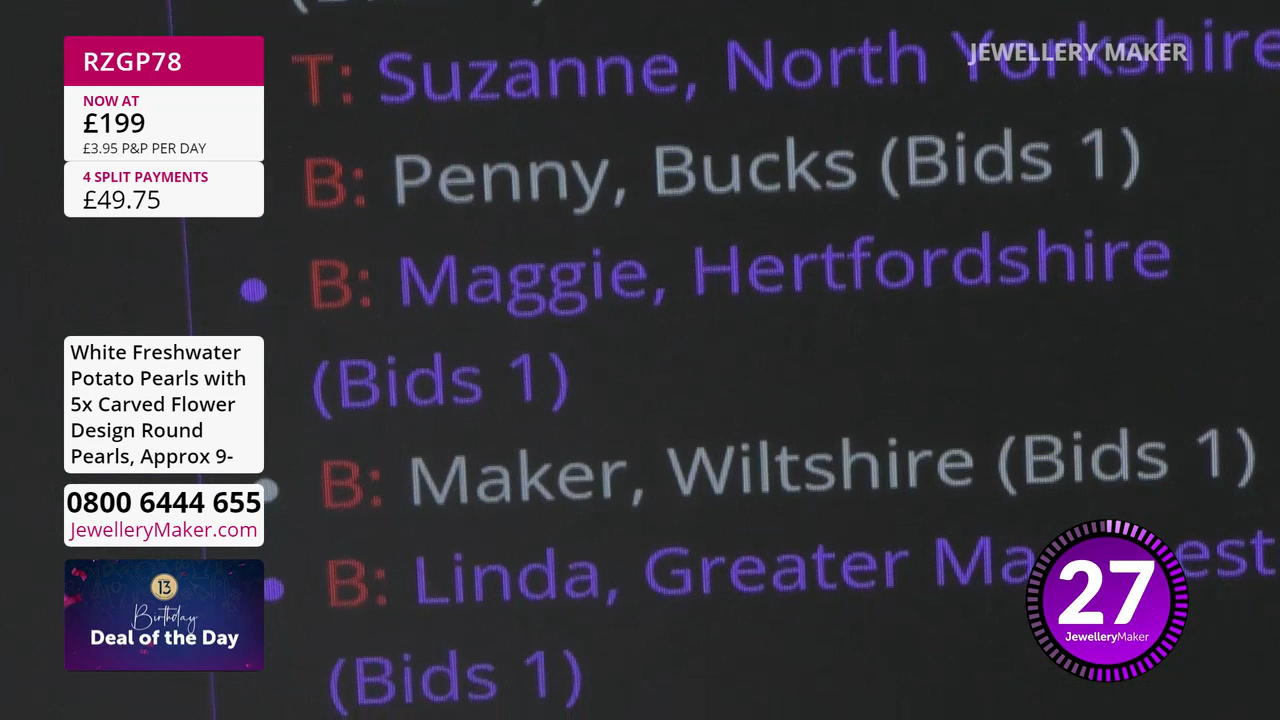 RZGP78
NOW AT
£199
£3.95 P&P PER DAY
4 SPLIT PAYMENTS
£49.75
White Freshwater
Potato Pearls with
5x Carved Flower
Design Round
Pearls, Approx 9-
0800 6444 655
JewelleryMaker.com
13
Birthday
Deal of the Day
JEWELLERY MAKER
T: Suzanne, North Yorkshire
B: Penny, Bucks (Bids 1)
B: Maggie, Hertfordshire
(Bids 1)
B: Maker, Wiltshire (Bids 1)
B: Linda, Greater
(Bids 1)
27
JewelleryMaker